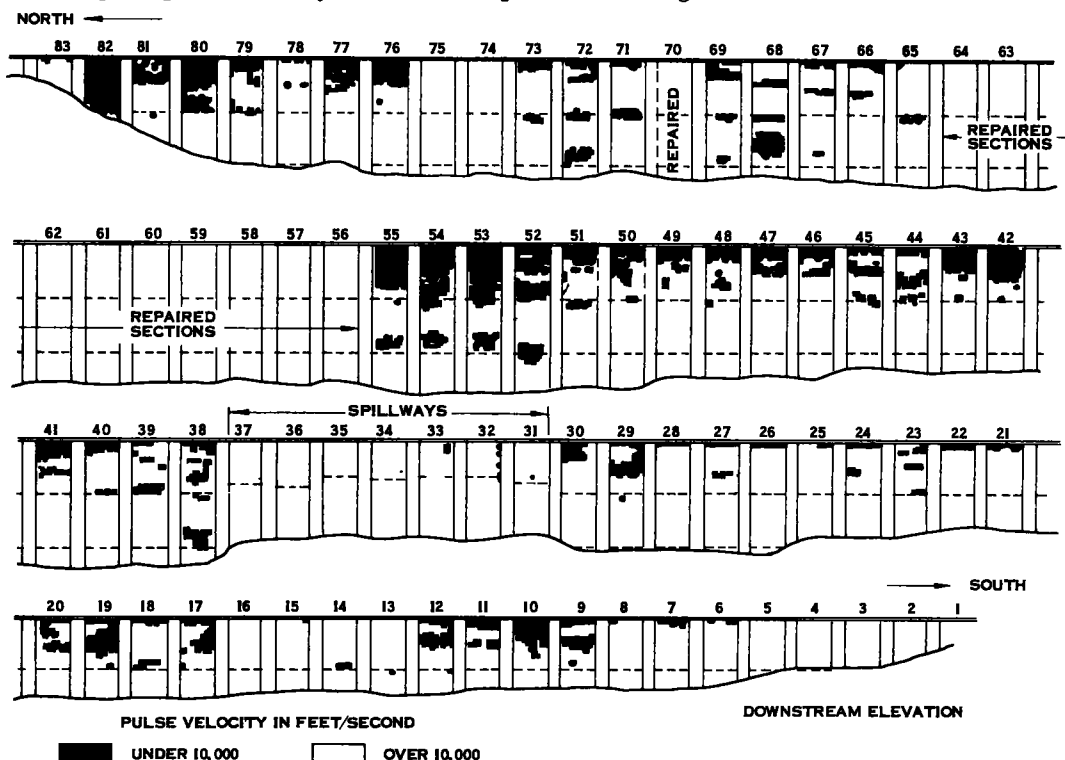 NORTH
83 82 81 80 79 78 77 76 75 74 73 72 71 70 69 68 67 66 65 64 63
REPAIRED
REPAIRED
SECTIONS
62 61 60 59 58 57 56 55 54 53 52 51 50 49 48 47 46 45 44 43 42
REPAIRED
SECTIONS
SPILLWAYS
41 40 39 38 37 36 35 34 33 32 31 30 29 28 27 26 25 24 23 22 21
SOUTH
20 19 18 17 16 15 14 13 12 11 10 9 8 7 6 5 4 3 2 1
PULSE VELOCITY IN FEET/SECOND
DOWNSTREAM ELEVATION
UNDER 10,000
OVER 10,000